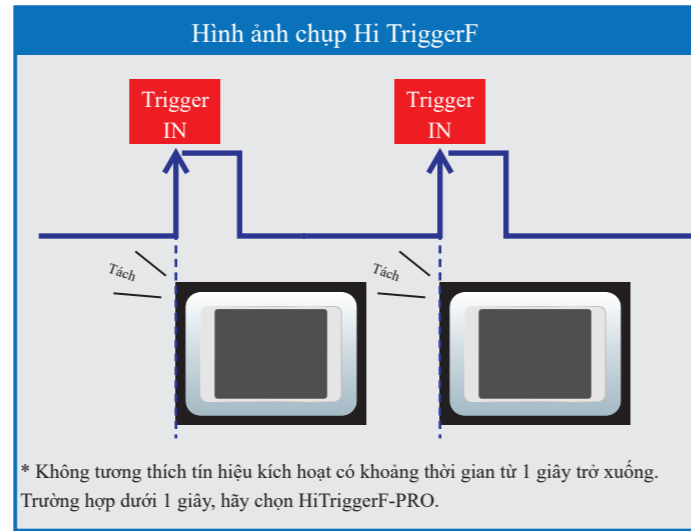 Hình ảnh chụp Hi TriggerF
Trigger
IN
Trigger
IN
Tách
Tách
* Không tương thích tín hiệu kích hoạt có khoảng thời gian từ 1 giây trở xuống.
Trường hợp dưới 1 giây, hãy chọn HiTriggerF-PRO.